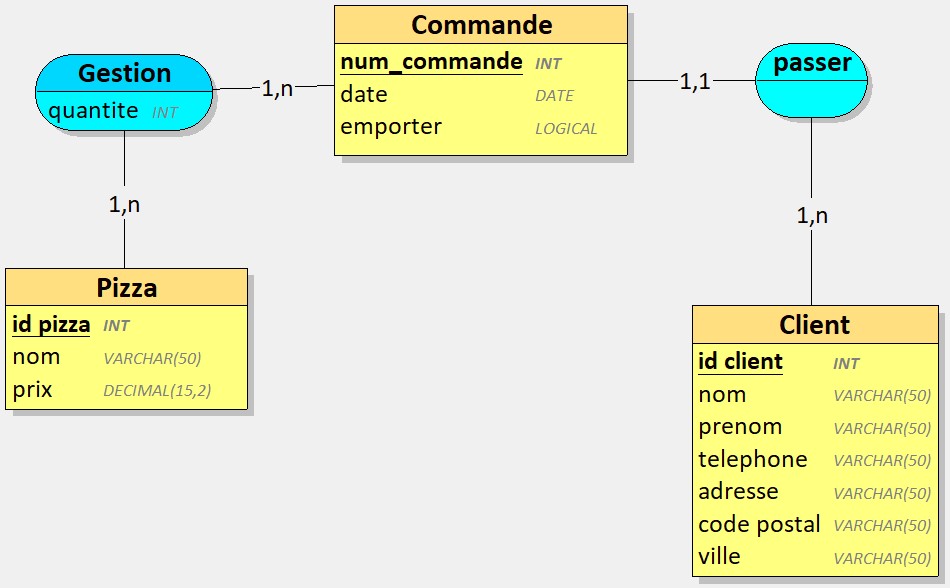 Commande
num_commande INT
date DATE
emporter LOGICAL
Gestion
quantite INT
1,n
1,1
passer
1,n
1,n
Pizza
id pizza INT
nom VARCHAR(50)
prix DECIMAL(15,2)
Client
id client INT
nom VARCHAR(50)
prenom VARCHAR(50)
telephone VARCHAR(50)
adresse VARCHAR(50)
code postal VARCHAR(50)
ville VARCHAR(50)